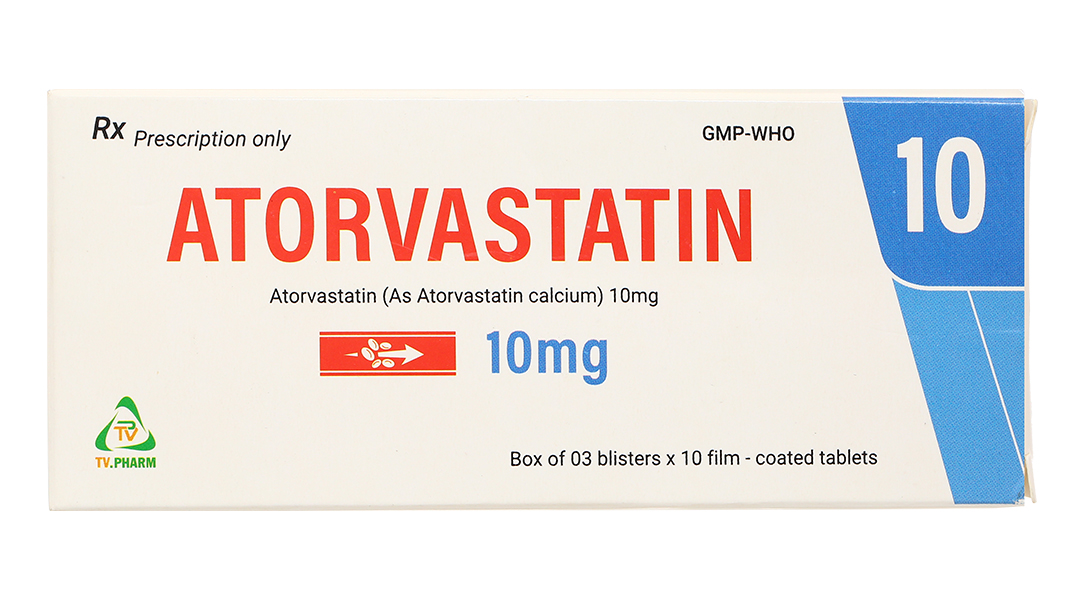 Rx Prescription only
GMP-WHO
10
ATORVASTATIN
Atorvastatin (As Atorvastatin calcium) 10mg
10mg
TV
TV.PHARM
Box of 03 blisters x 10 film - coated tablets